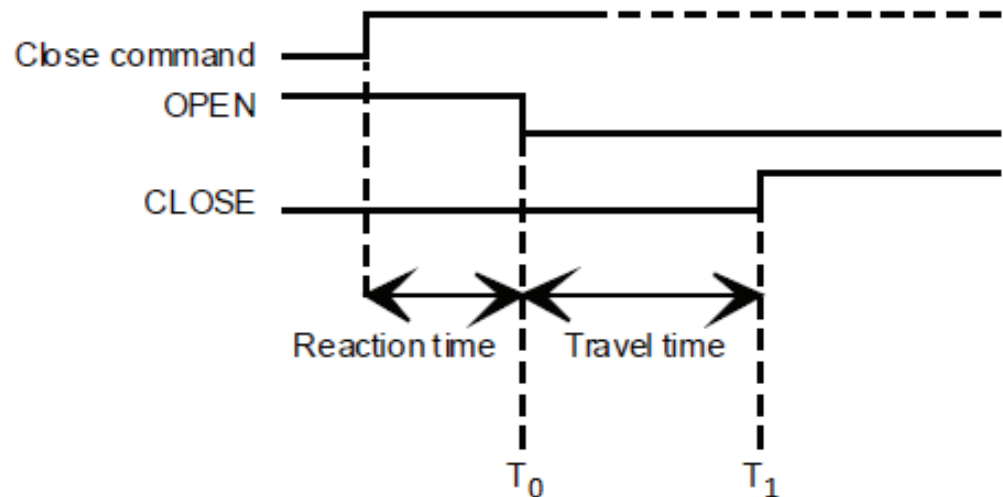 Close command
OPEN
CLOSE
Reaction time
Travel time
T0
T1